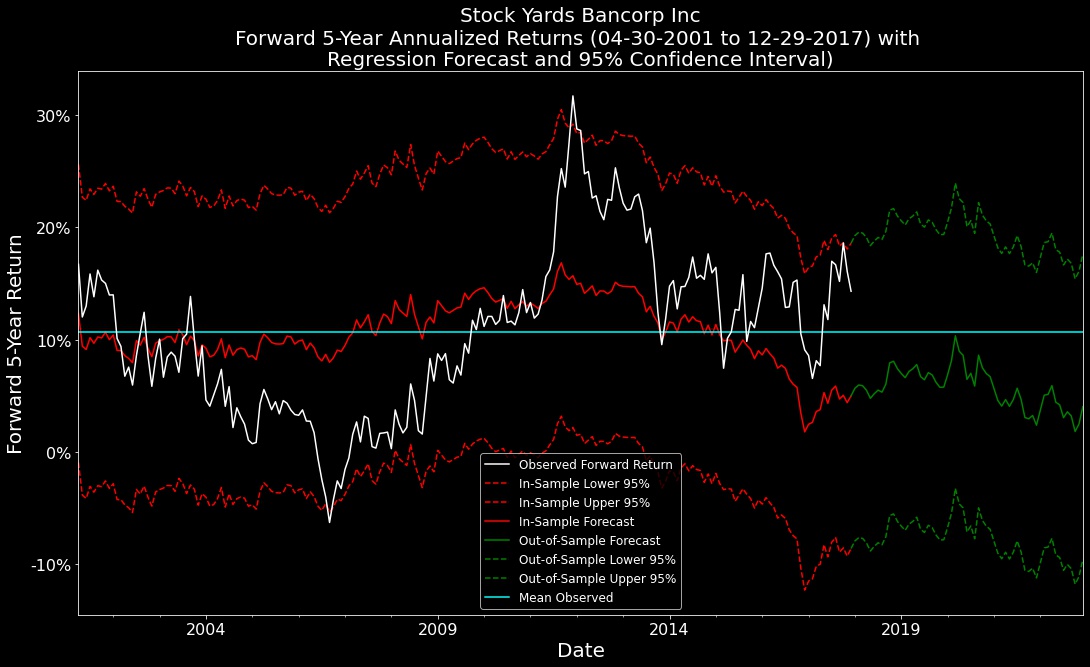 Stock Yards Bancorp Inc
Forward 5-Year Annualized Returns (04-30-2001 to 12-29-2017) with
Regression Forecast and 95% Confidence Interval)
30%
20%
10%
0%
-10%
Forward 5-Year Return
Observed Forward Return
In-Sample Lower 95%
In-Sample Upper 95%
In-Sample Forecast
Out-of-Sample Forecast
Out-of-Sample Lower 95%
Out-of-Sample Upper 95%
Mean Observed
2004
2009
2014
2019
Date